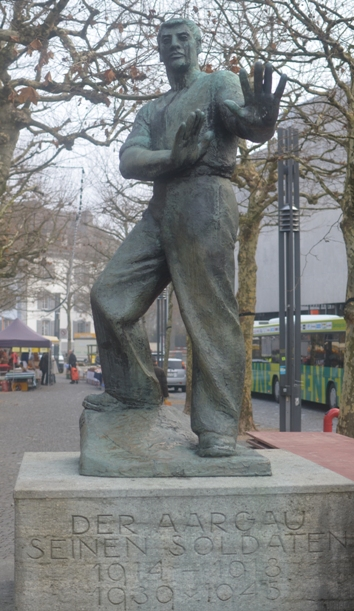 DER AARGAU
SEINEN SOLDATEN
1914 – 1918
1939 × 1945